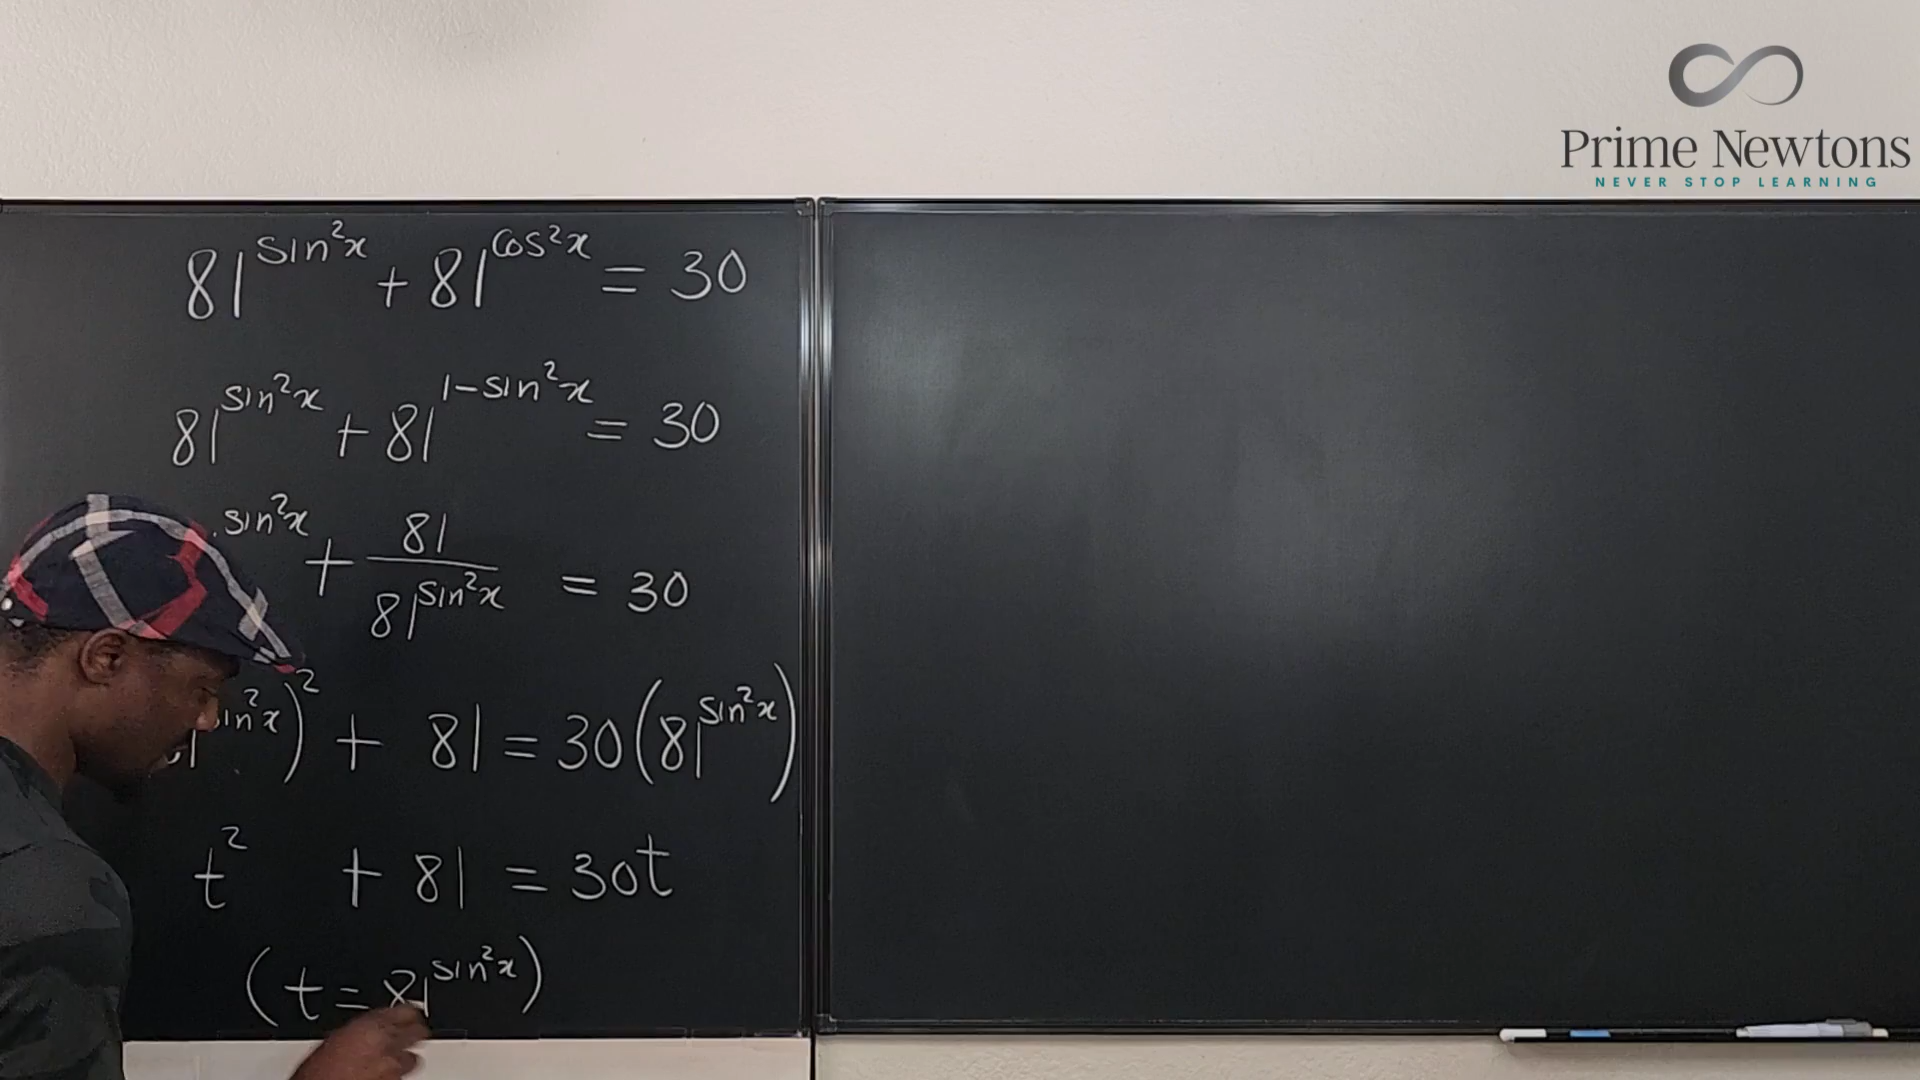 Prime Newtons
NEVER STOP LEARNING
81^{sin²x} + 81^{cos²x} = 30
81^{sin²x} + 81^{1-sin²x} = 30
sin²x + 81/81^{sin²x} = 30
)² + 81 = 30(81^{sin²x})
t² + 81 = 30t
(t = 81^{sin²x})